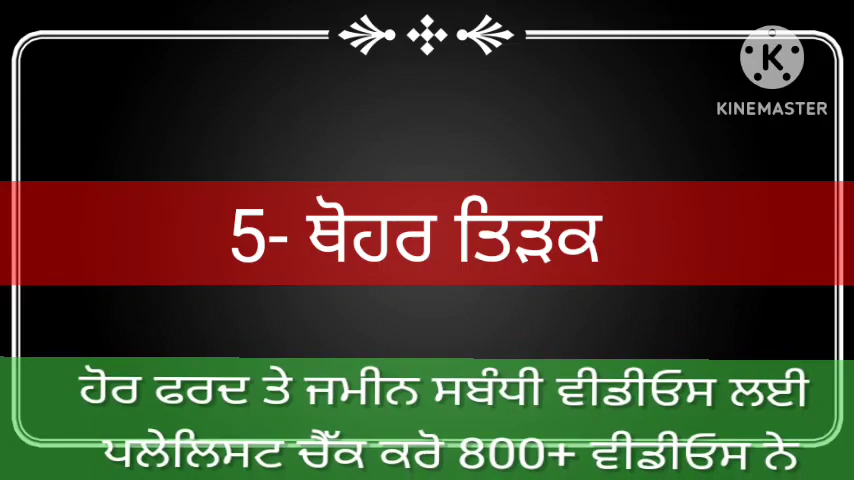 KINEMASTER
5- ਥੋਹਰ ਤਿੜਕ
ਹੋਰ ਫਰਦ ਤੇ ਜਮੀਨ ਸਬੰਧੀ ਵੀਡੀਓਸ ਲਈ
ਪਲੇਲਿਸਟ ਚੈੱਕ ਕਰੋ 800+ ਵੀਡੀਓਸ ਨੇ